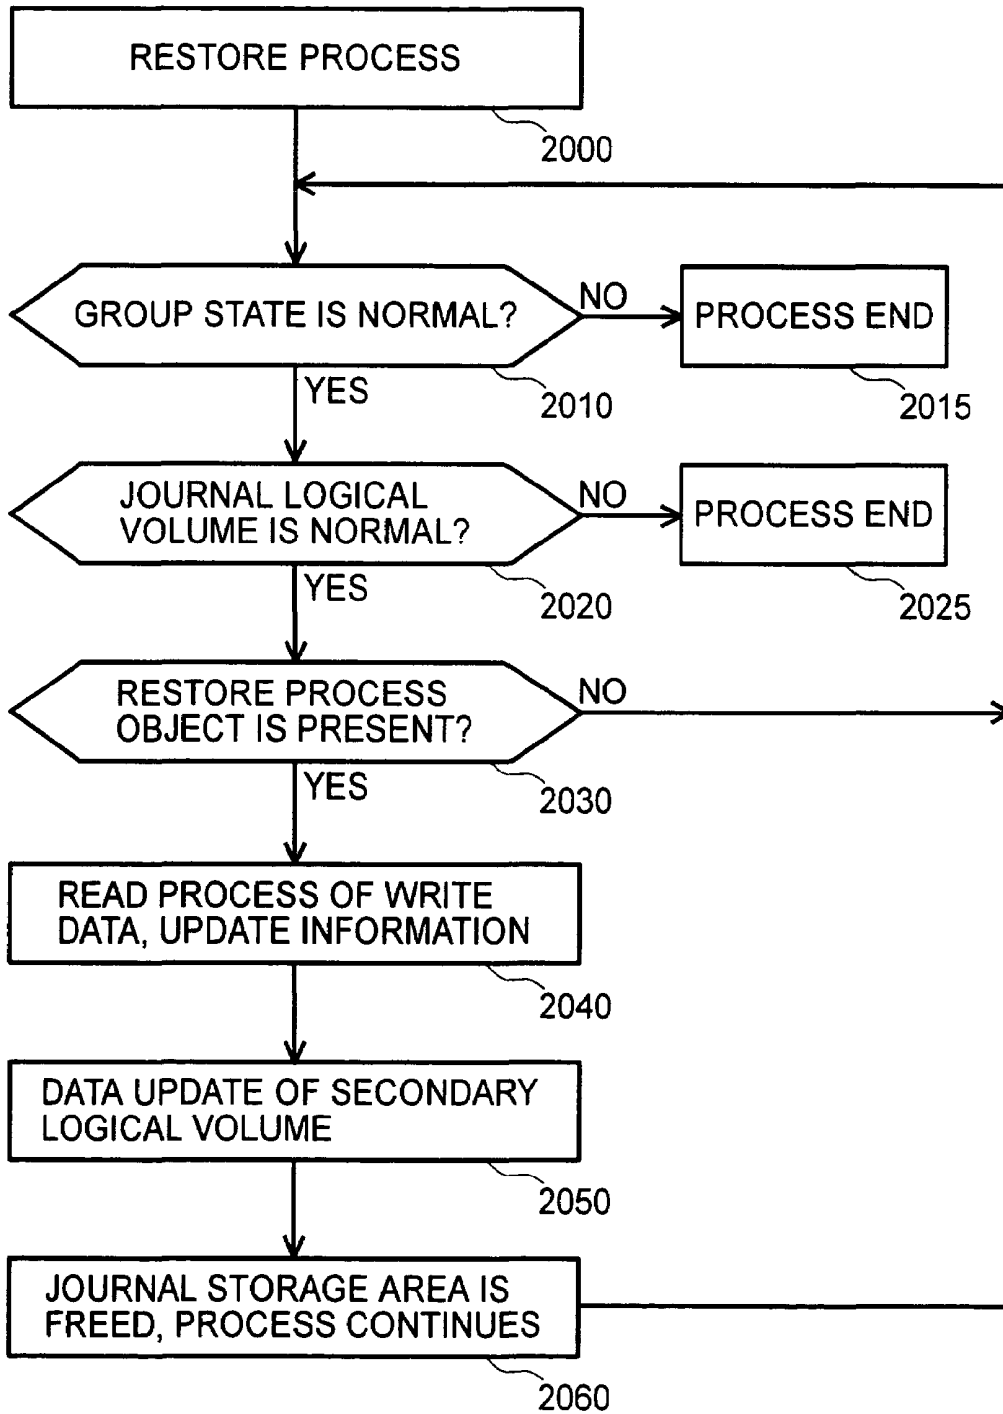 RESTORE PROCESS
2000
GROUP STATE IS NORMAL?
NO
PROCESS END
YES
2010
2015
JOURNAL LOGICAL
VOLUME IS NORMAL?
NO
PROCESS END
YES
2020
2025
RESTORE PROCESS
OBJECT IS PRESENT?
NO
YES
2030
READ PROCESS OF WRITE
DATA, UPDATE INFORMATION
2040
DATA UPDATE OF SECONDARY
LOGICAL VOLUME
2050
JOURNAL STORAGE AREA IS
FREED, PROCESS CONTINUES
2060